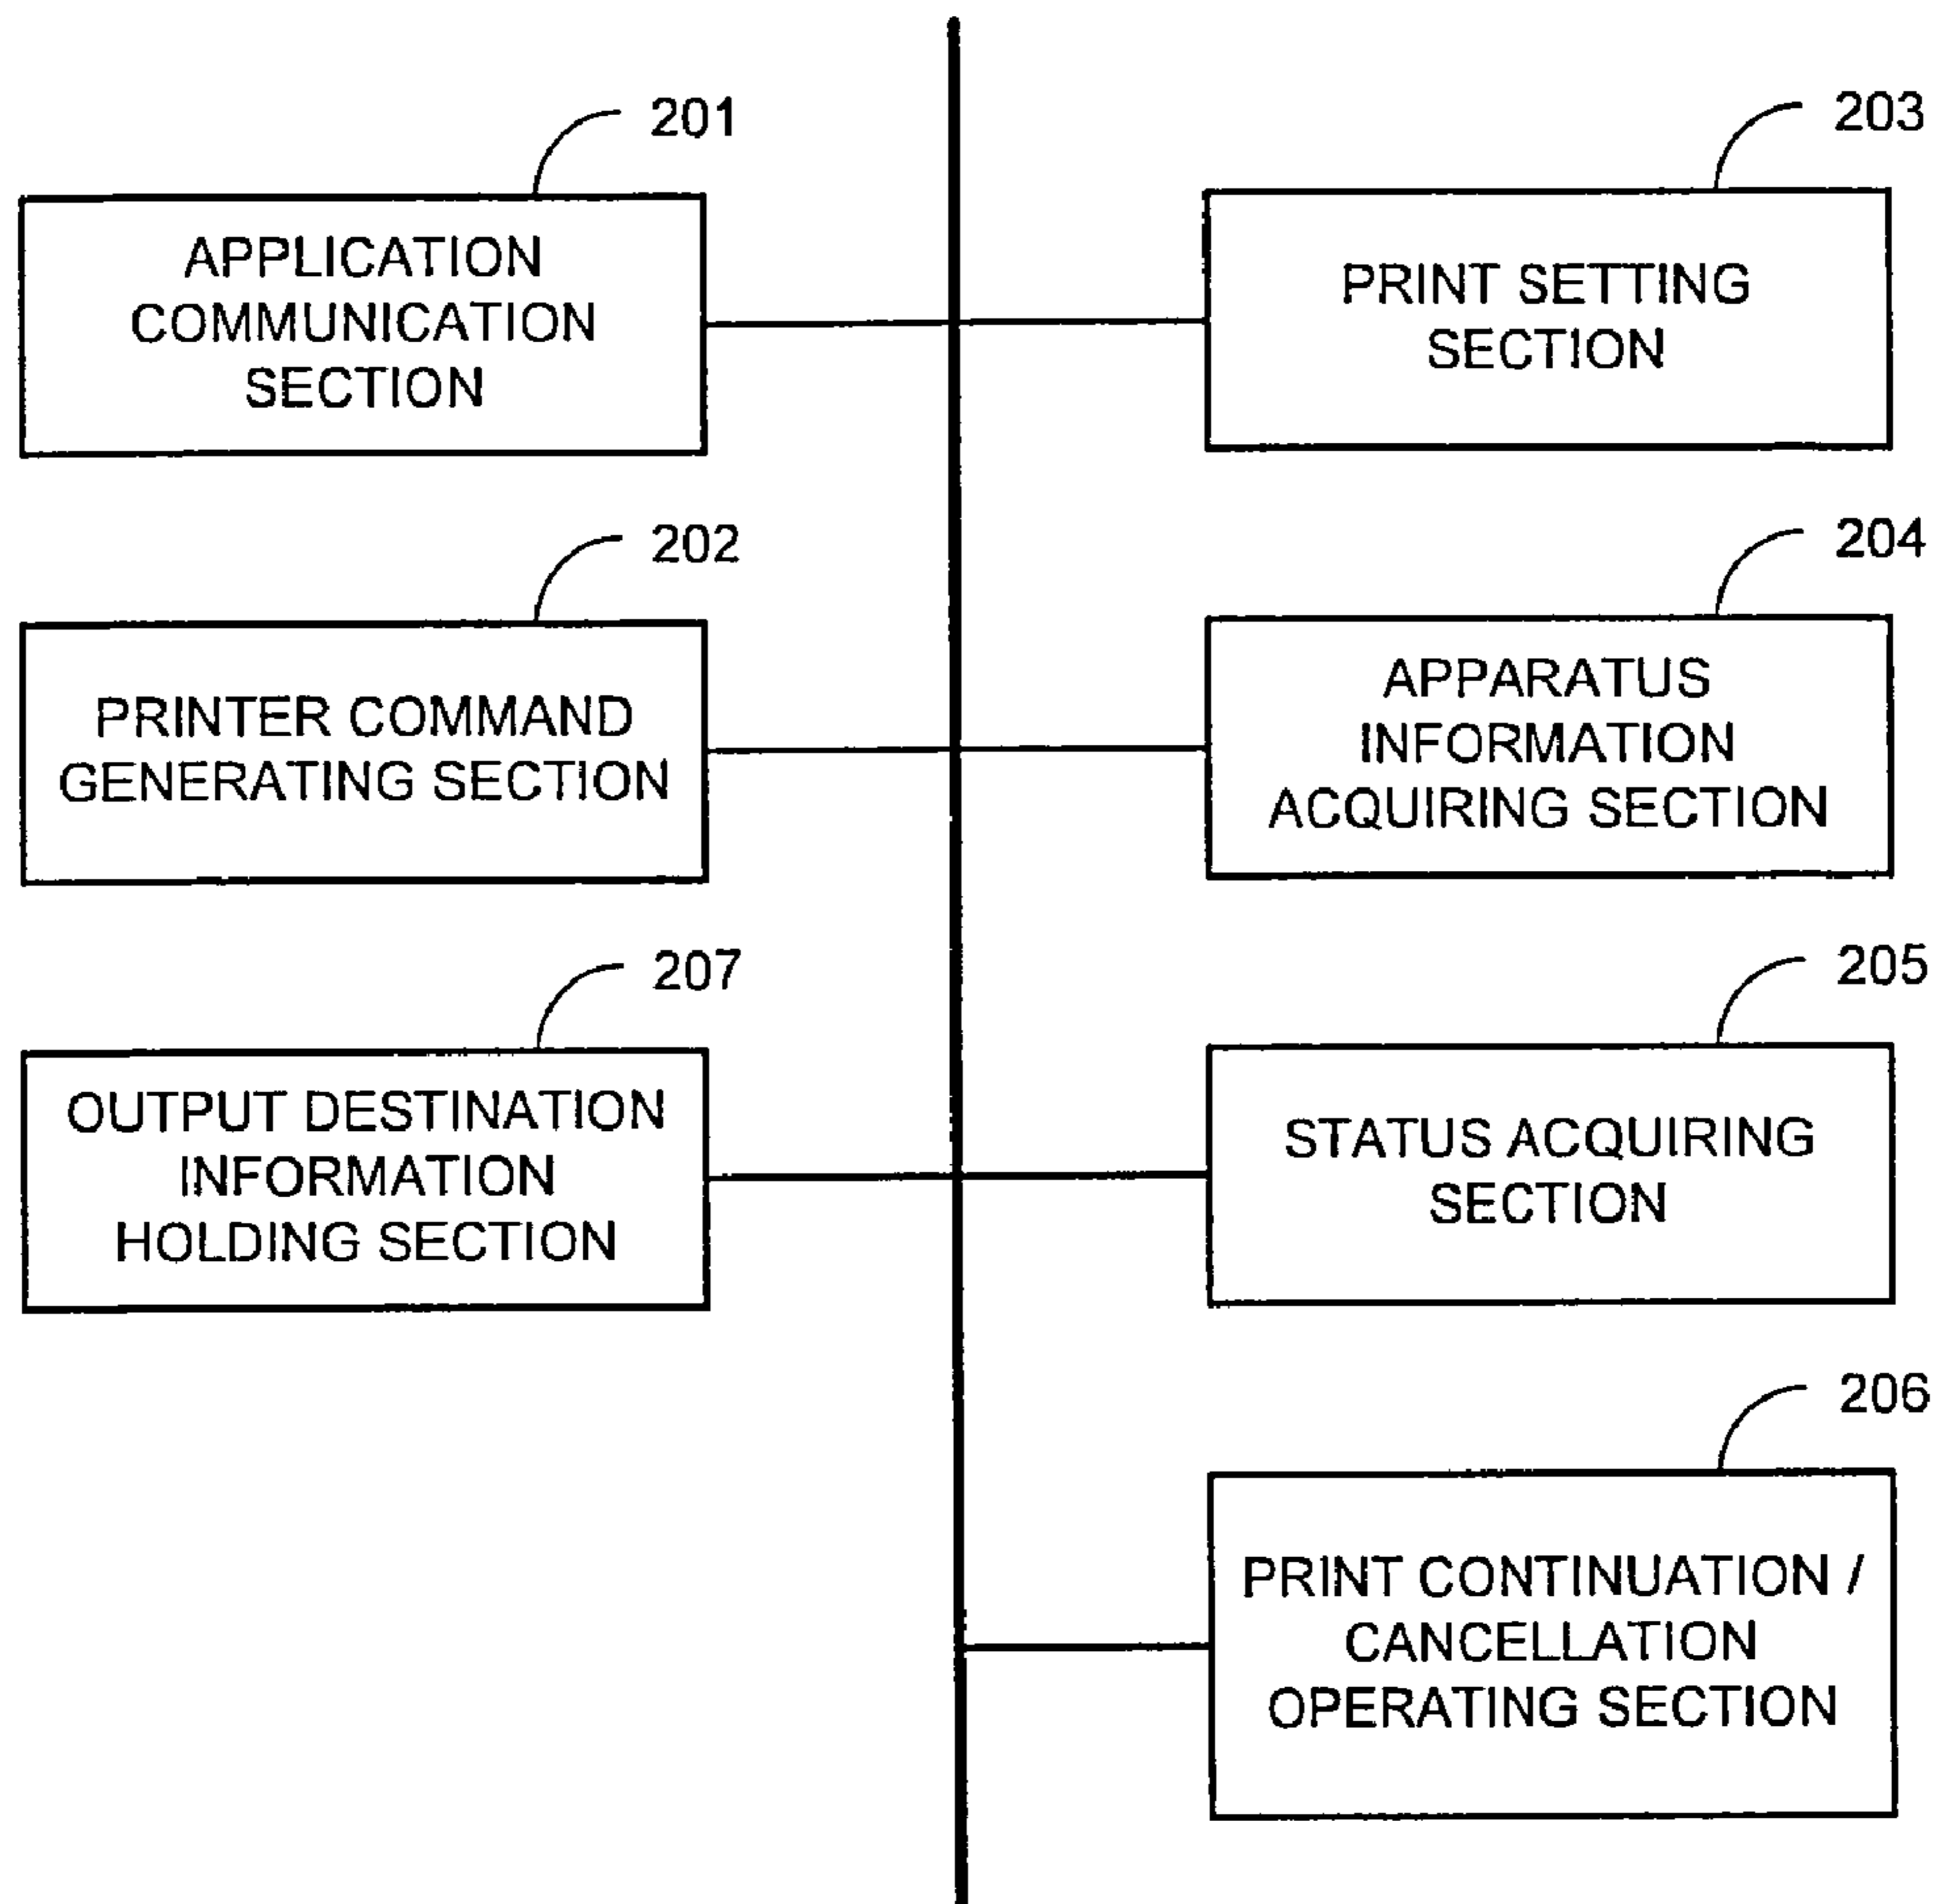 201
APPLICATION
COMMUNICATION
SECTION
203
PRINT SETTING
SECTION
202
PRINTER COMMAND
GENERATING SECTION
204
APPARATUS
INFORMATION
ACQUIRING SECTION
207
OUTPUT DESTINATION
INFORMATION
HOLDING SECTION
205
STATUS ACQUIRING
SECTION
206
PRINT CONTINUATION /
CANCELLATION
OPERATING SECTION